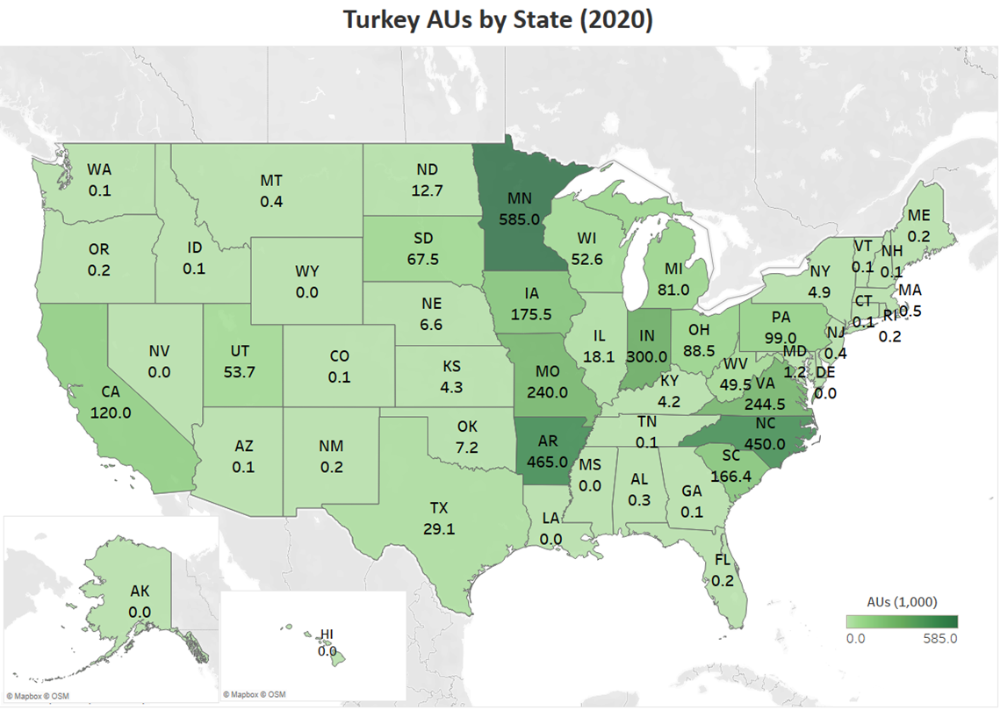 Turkey AUs by State (2020)
WA
0.1
MT
0.4
ND
12.7
MN
585.0
OR
0.2
ID
0.1
WY
0.0
SD
67.5
WI
52.6
MI
81.0
ME
0.2
VT
0.1
NH
0.1
NY
4.9
MA
0.5
CT
0.1
RI
0.2
NE
6.6
IA
175.5
IL
18.1
IN
300.0
OH
88.5
PA
99.0
NJ
0.4
MD
1.2
DE
0.0
NV
0.0
UT
53.7
CO
0.1
KS
4.3
MO
240.0
KY
4.2
WV
49.5
VA
244.5
CA
120.0
AZ
0.1
NM
0.2
OK
7.2
AR
465.0
TN
0.1
NC
450.0
SC
166.4
MS
0.0
AL
0.3
GA
0.1
TX
29.1
LA
0.0
FL
0.2
AK
0.0
HI
0.0
AUs (1,000)
0.0 585.0
© Mapbox © OSM
© Mapbox © OSM